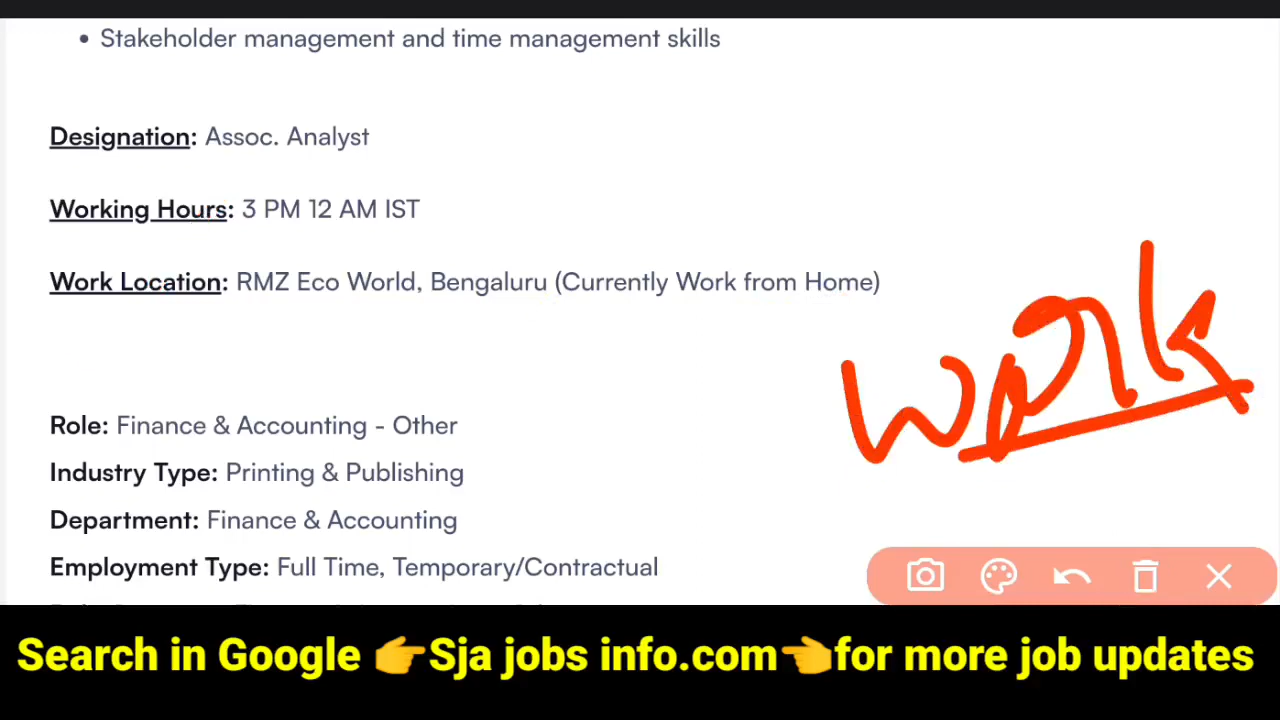 • Stakeholder management and time management skills
Designation: Assoc. Analyst
Working Hours: 3 PM 12 AM IST
Work Location: RMZ Eco World, Bengaluru (Currently Work from Home)
work
Role: Finance & Accounting - Other
Industry Type: Printing & Publishing
Department: Finance & Accounting
Employment Type: Full Time, Temporary/Contractual
Search in Google 👉Sja jobs info.com👈for more job updates